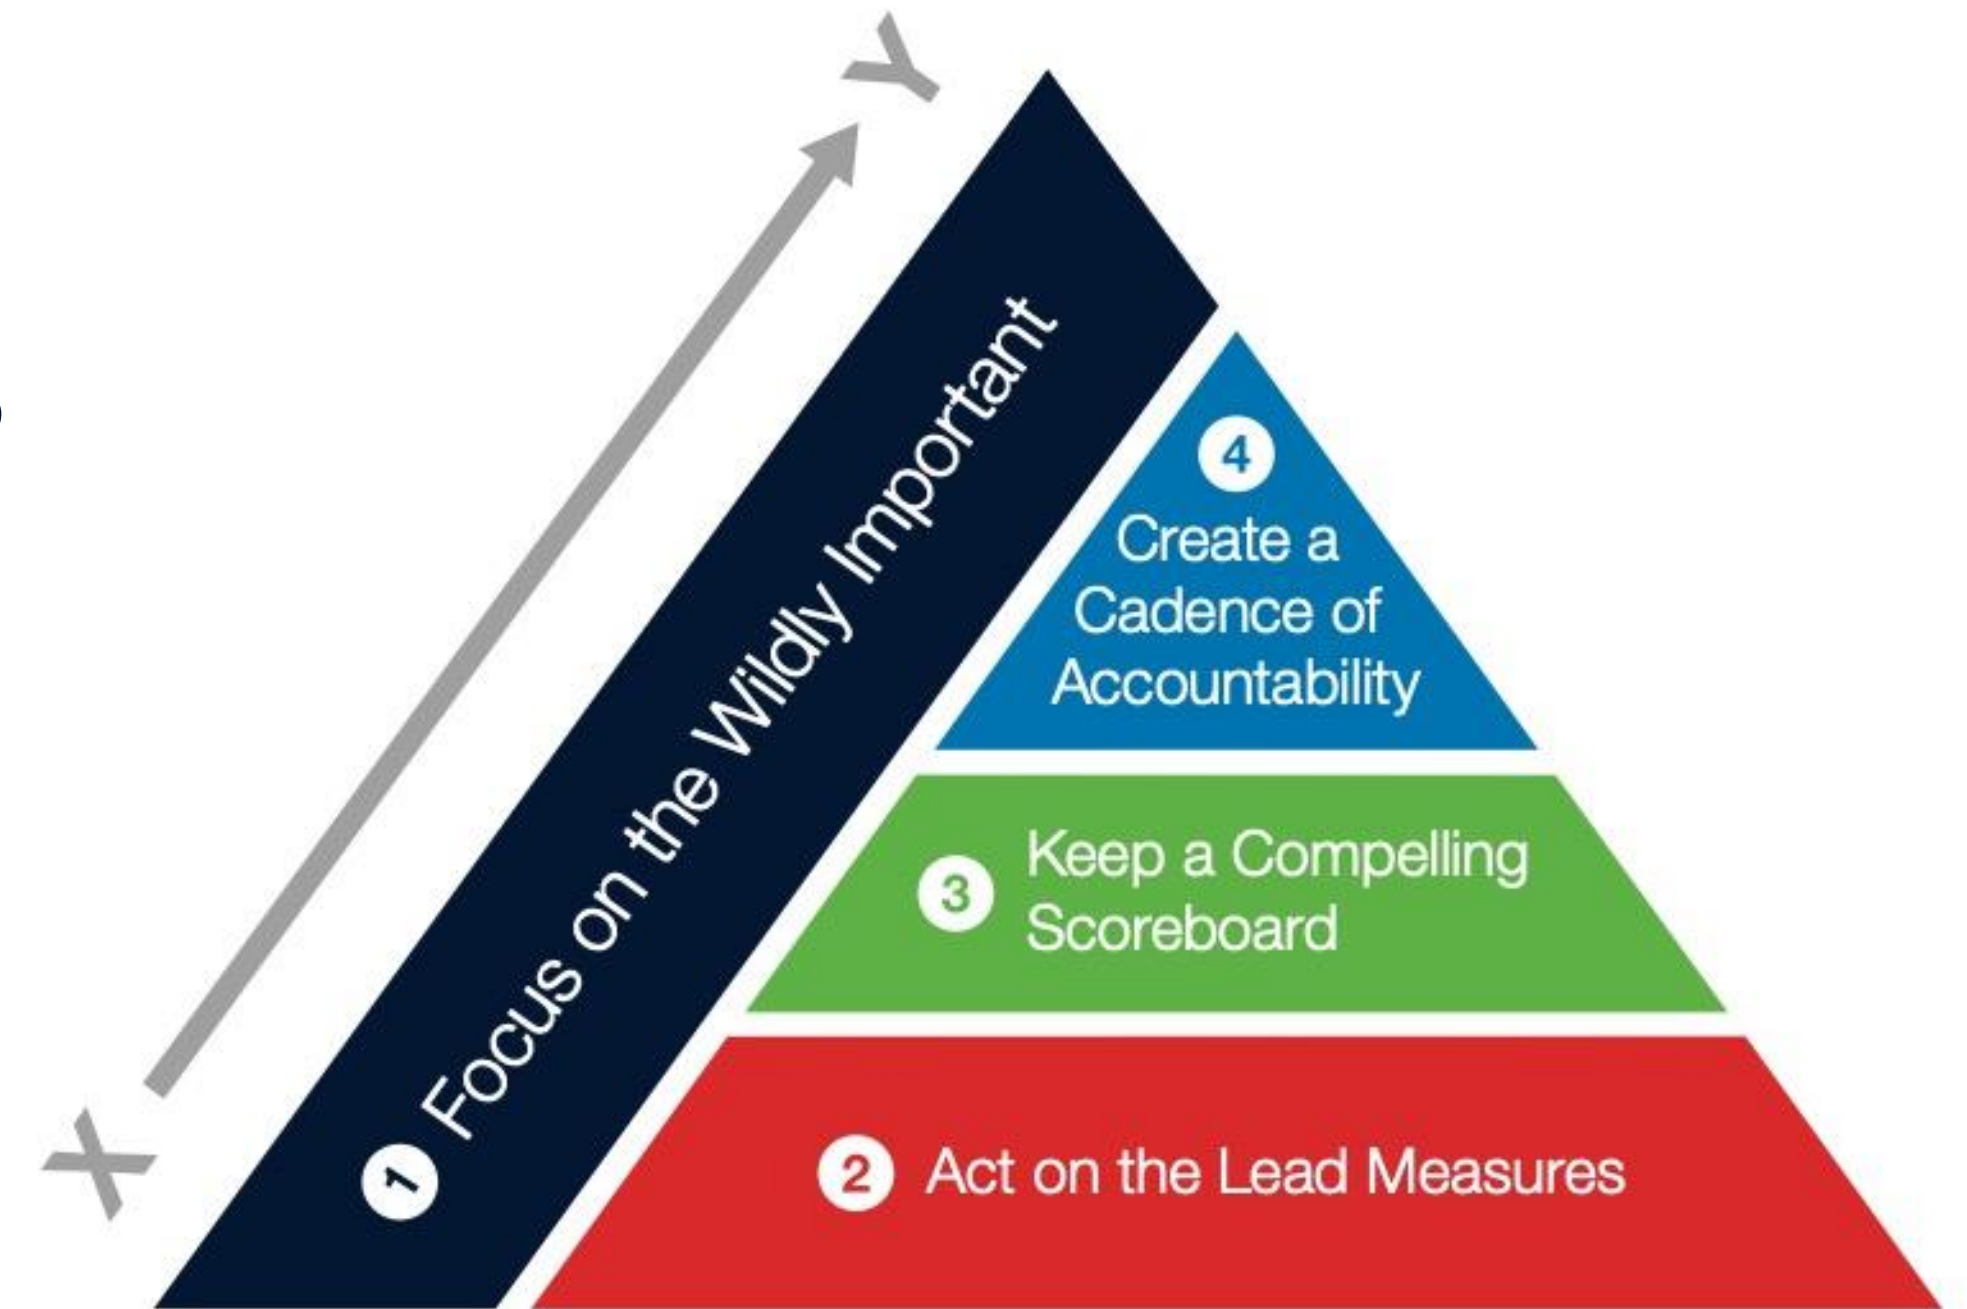 Y
X
1 Focus on the Wildly Important
4
Create a
Cadence of
Accountability
3 Keep a Compelling
Scoreboard
2 Act on the Lead Measures